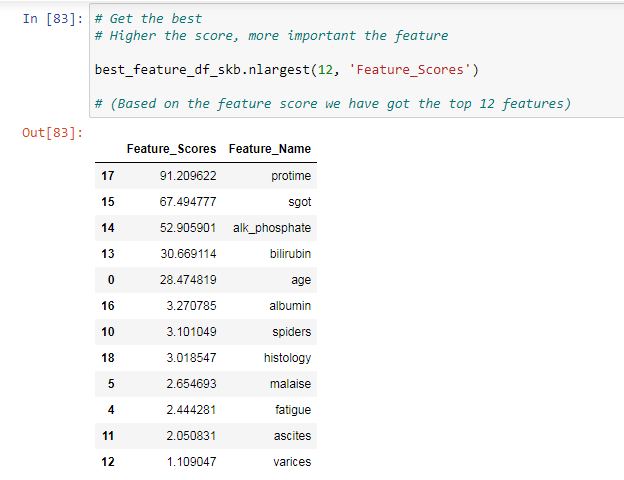 In [83]: # Get the best
# Higher the score, more important the feature
best_feature_df_skb.nlargest(12, 'Feature_Scores')
# (Based on the feature score we have got the top 12 features)
Out[83]:
Feature_Scores Feature_Name
17 91.209622 protime
15 67.494777 sgot
14 52.905901 alk_phosphate
13 30.669114 bilirubin
0 28.474819 age
16 3.270785 albumin
10 3.101049 spiders
18 3.018547 histology
5 2.654693 malaise
4 2.444281 fatigue
11 2.050831 ascites
12 1.109047 varices